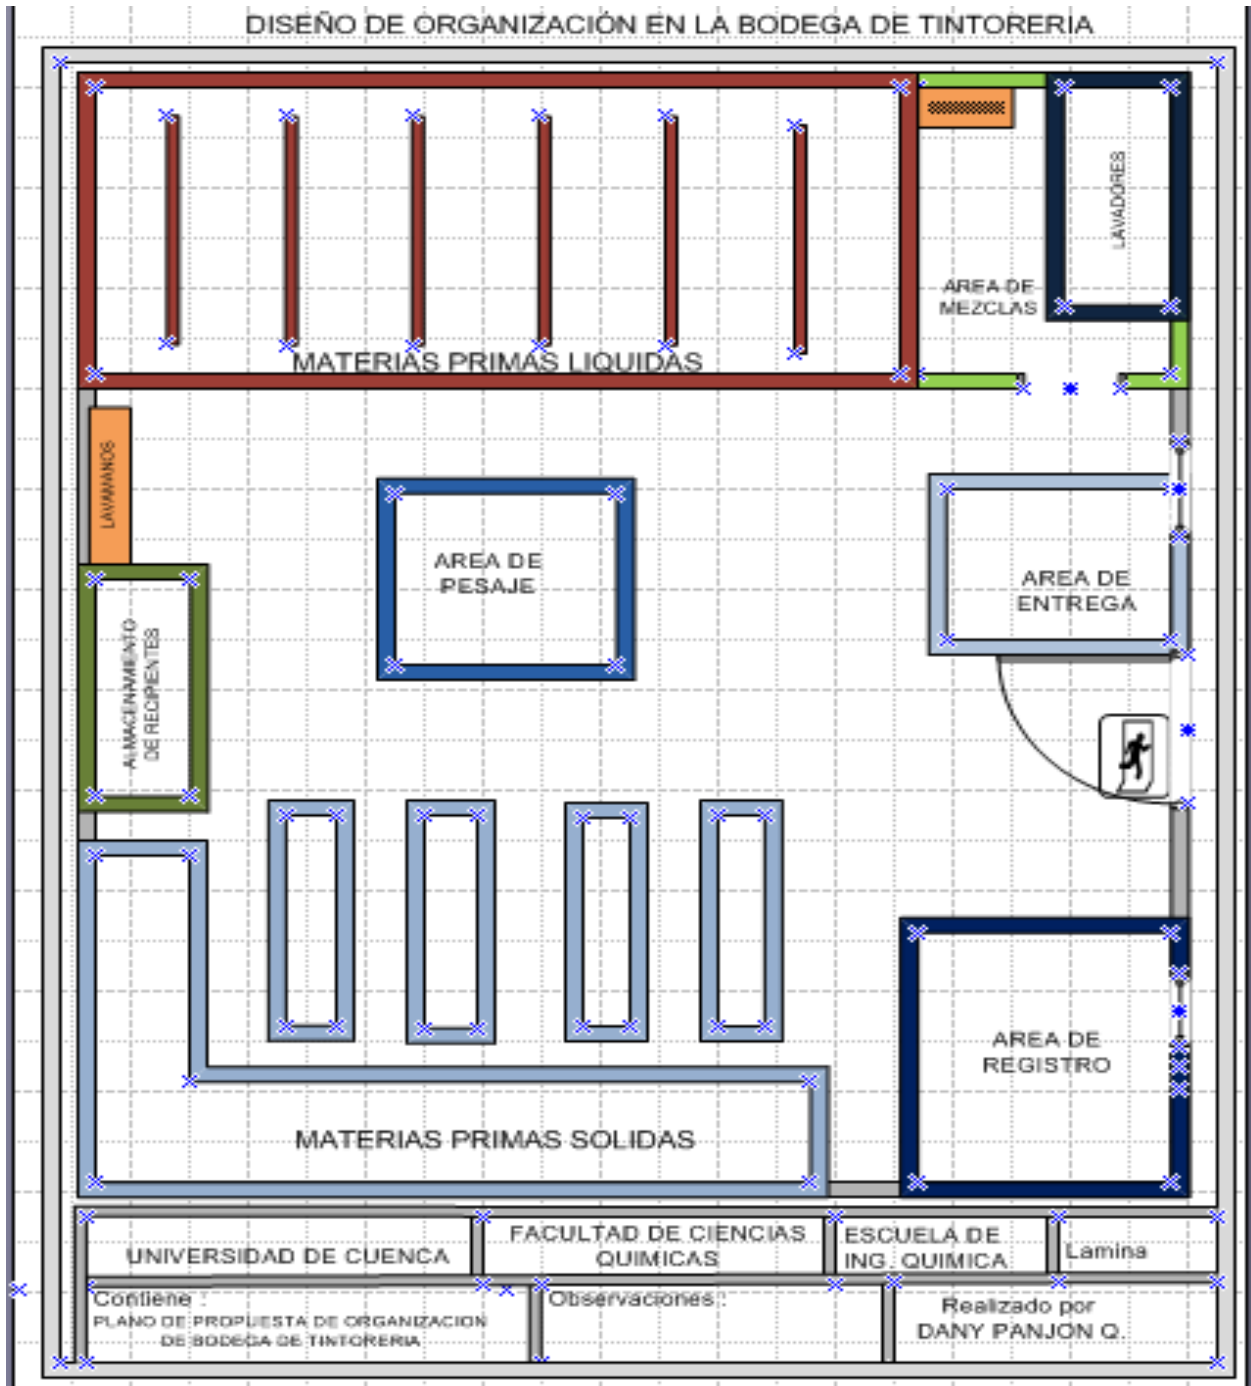 DISEÑO DE ORGANIZACIÓN EN LA BODEGA DE TINTORERIA
LAVADORES
AREA DE
MEZCLAS
MATERIAS PRIMAS LIQUIDAS
LAVAMANOS
AREA DE
PESAJE
AREA DE
ENTREGA
ALMACENAMIENTO
DE RECIPIENTES
AREA DE
REGISTRO
MATERIAS PRIMAS SOLIDAS
UNIVERSIDAD DE CUENCA
FACULTAD DE CIENCIAS
QUIMICAS
ESCUELA DE
ING. QUIMICA
Lamina
Contiene :
PLANO DE PROPUESTA DE ORGANIZACION
DE BODEGA DE TINTORERIA
Observaciones :
Realizado por
DANY PANJON Q.